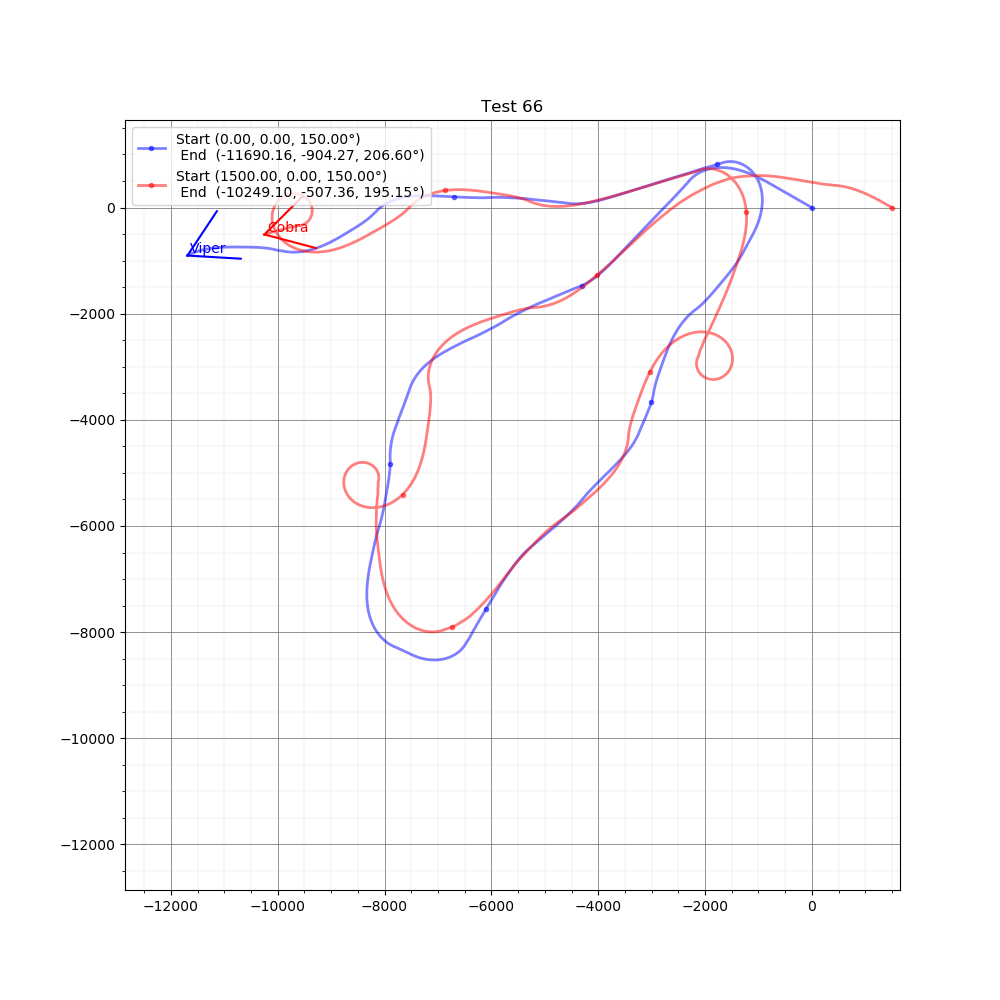 Test 66
Start (0.00, 0.00, 150.00°)
End  (-11690.16, -904.27, 206.60°)
Start (1500.00, 0.00, 150.00°)
End  (-10249.10, -507.36, 195.15°)
Cobra
Viper
0
−2000
−4000
−6000
−8000
−10000
−12000
−12000 −10000 −8000 −6000 −4000 −2000 0